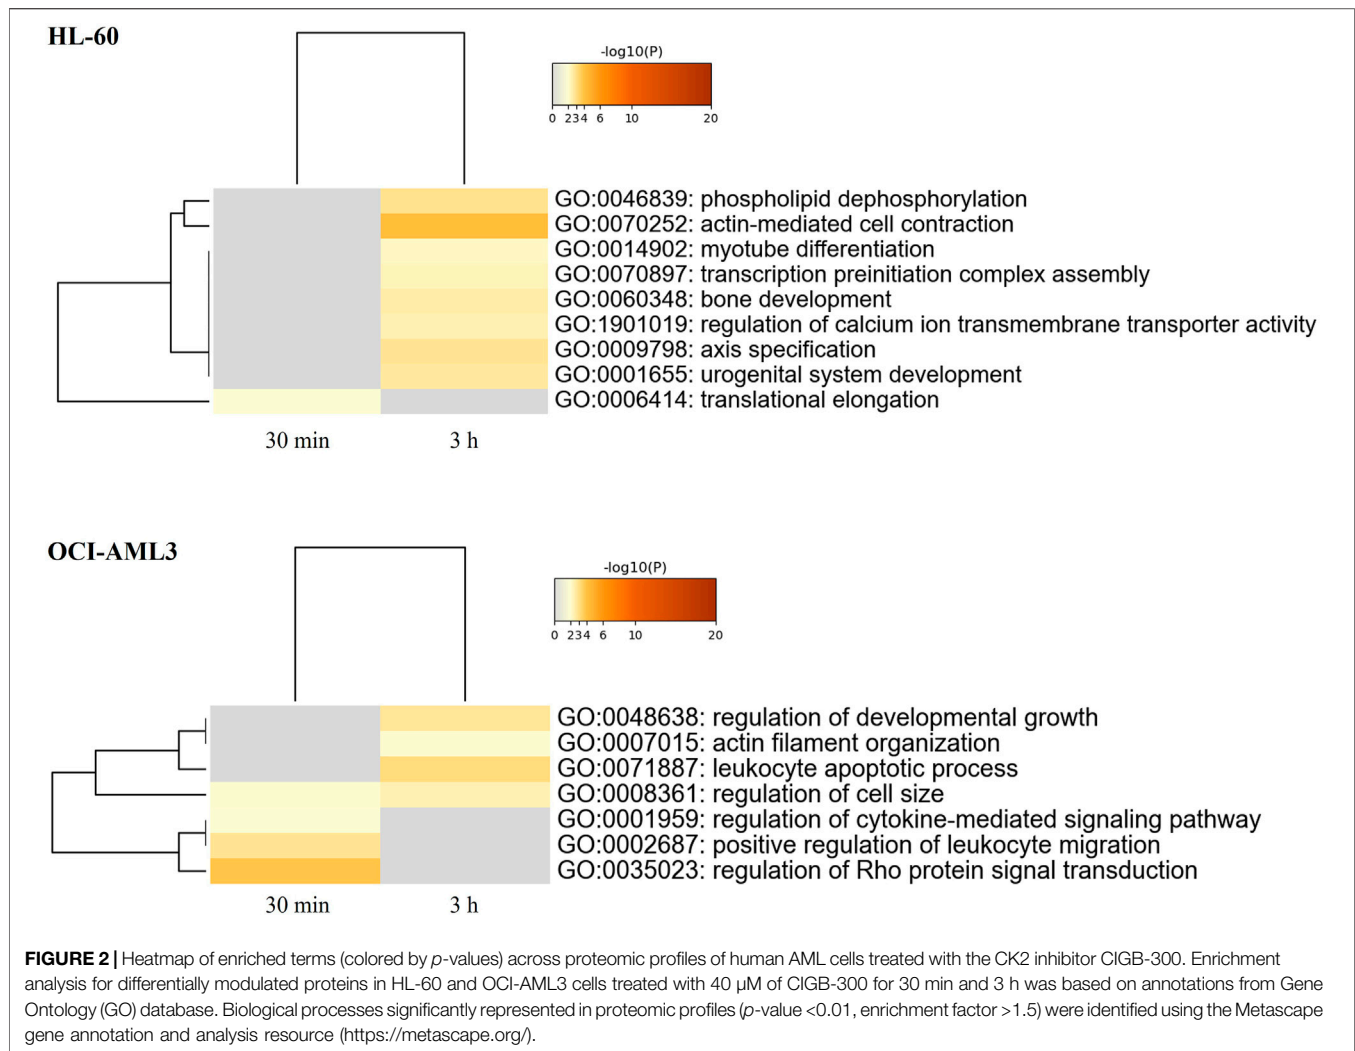 HL-60
-log10(P)
0 2 3 4 6 10 20
GO:0046839: phospholipid dephosphorylation
GO:0070252: actin-mediated cell contraction
GO:0014902: myotube differentiation
GO:0070897: transcription preinitiation complex assembly
GO:0060348: bone development
GO:1901019: regulation of calcium ion transmembrane transporter activity
GO:0009798: axis specification
GO:0001655: urogenital system development
GO:0006414: translational elongation
30 min 3 h
OCI-AML3
-log10(P)
0 2 3 4 6 10 20
GO:0048638: regulation of developmental growth
GO:0007015: actin filament organization
GO:0071887: leukocyte apoptotic process
GO:0008361: regulation of cell size
GO:0001959: regulation of cytokine-mediated signaling pathway
GO:0002687: positive regulation of leukocyte migration
GO:0035023: regulation of Rho protein signal transduction
30 min 3 h
FIGURE 2 | Heatmap of enriched terms (colored by p-values) across proteomic profiles of human AML cells treated with the CK2 inhibitor CIGB-300. Enrichment
analysis for differentially modulated proteins in HL-60 and OCI-AML3 cells treated with 40 µM of CIGB-300 for 30 min and 3 h was based on annotations from Gene
Ontology (GO) database. Biological processes significantly represented in proteomic profiles (p-value <0.01, enrichment factor >1.5) were identified using the Metascape
gene annotation and analysis resource (https://metascape.org/).